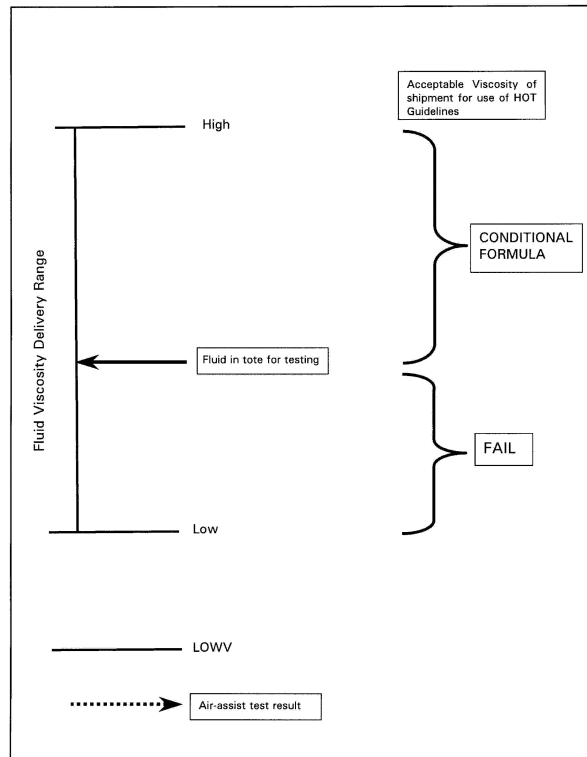 Acceptable Viscosity of
shipment for use of HOT
Guidelines
High
CONDITIONAL
FORMULA
Fluid Viscosity Delivery Range
Fluid in tote for testing
FAIL
Low
LOWV
Air-assist test result